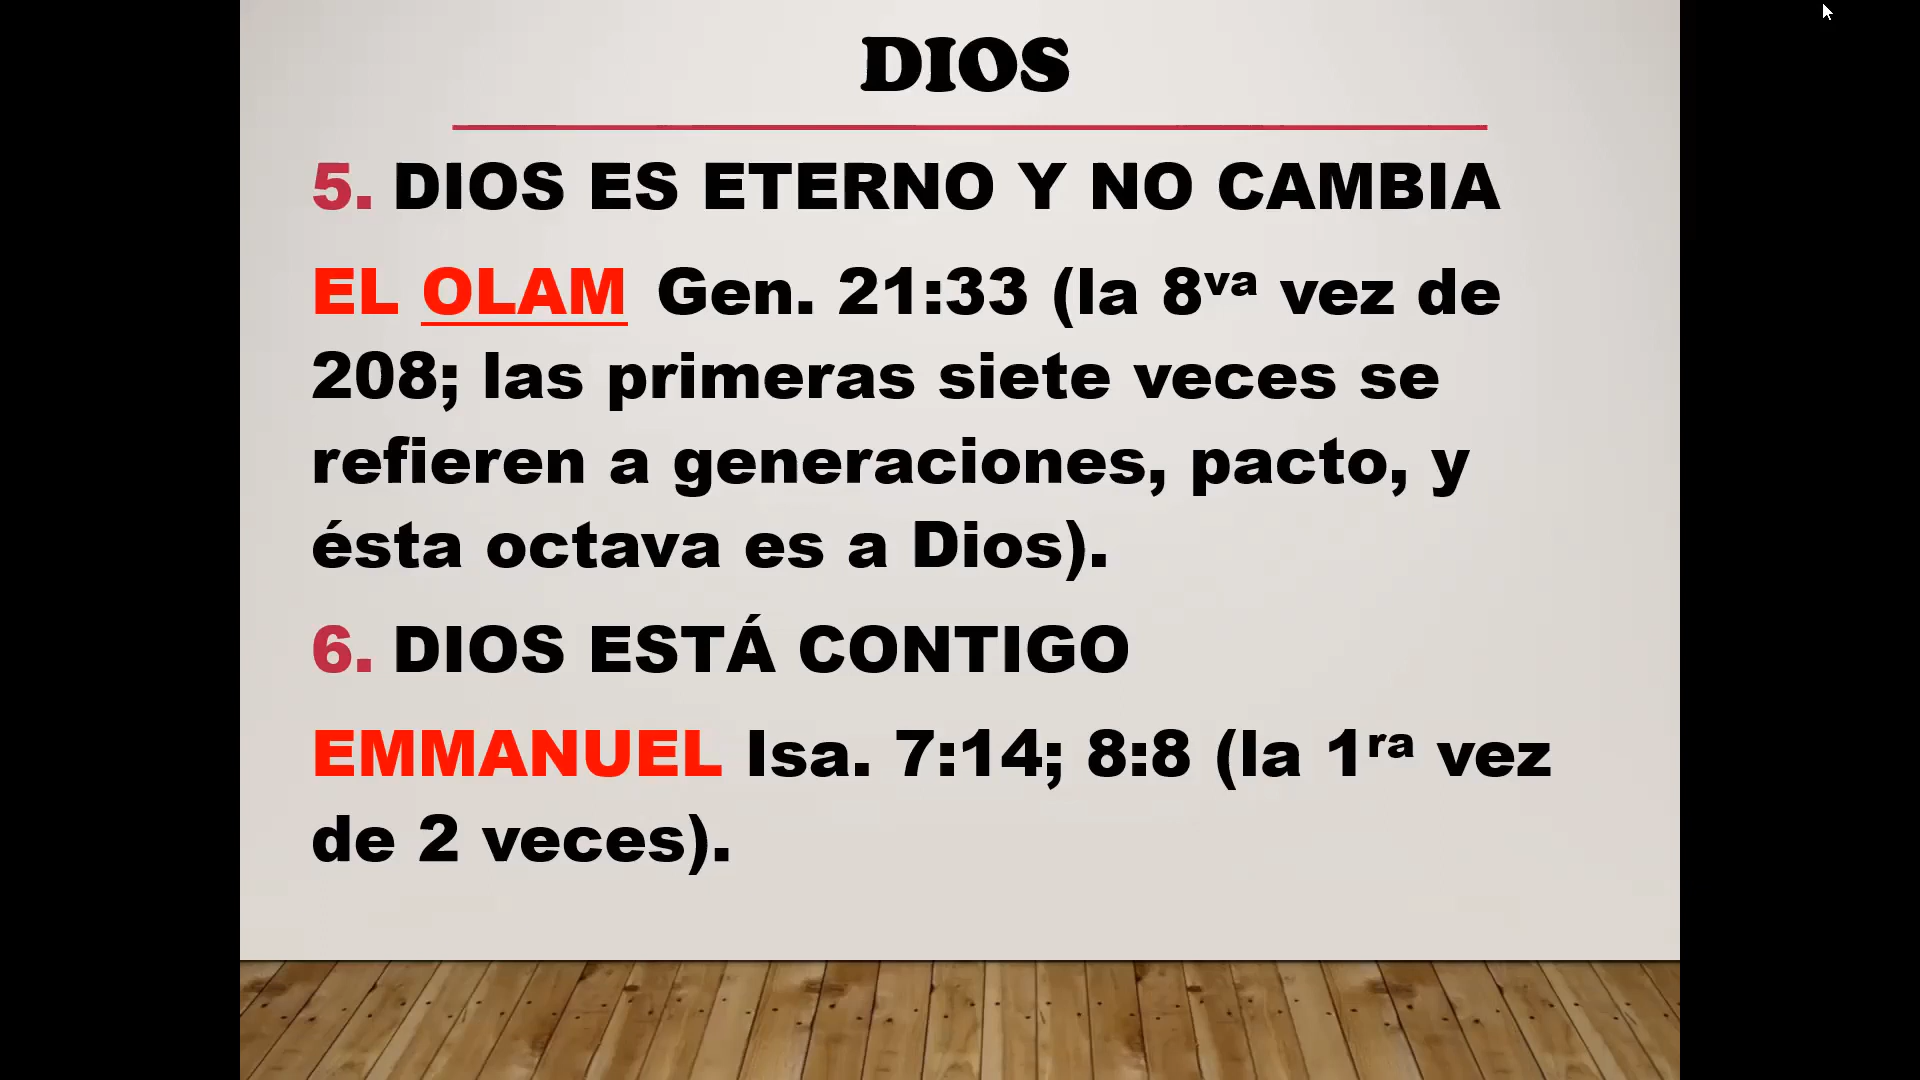 DIOS
5. DIOS ES ETERNO Y NO CAMBIA
EL OLAM Gen. 21:33 (la 8va vez de
208; las primeras siete veces se
refieren a generaciones, pacto, y
ésta octava es a Dios).
6. DIOS ESTÁ CONTIGO
EMMANUEL Isa. 7:14; 8:8 (la 1ra vez
de 2 veces).